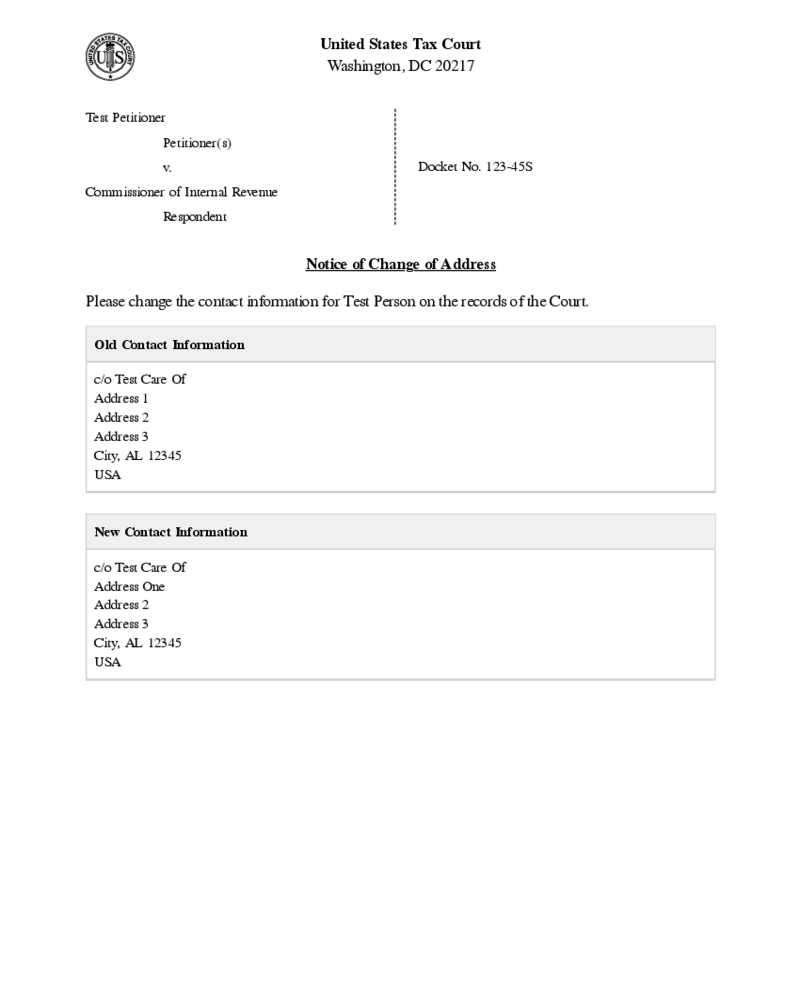 UNITED STATES TAX COURT
US
United States Tax Court
Washington, DC 20217
Test Petitioner
Petitioner(s)
v.
Commissioner of Internal Revenue
Respondent
Docket No. 123-45S
Notice of Change of Address
Please change the contact information for Test Person on the records of the Court.
Old Contact Information
c/o Test Care Of
Address 1
Address 2
Address 3
City, AL 12345
USA
New Contact Information
c/o Test Care Of
Address One
Address 2
Address 3
City, AL 12345
USA